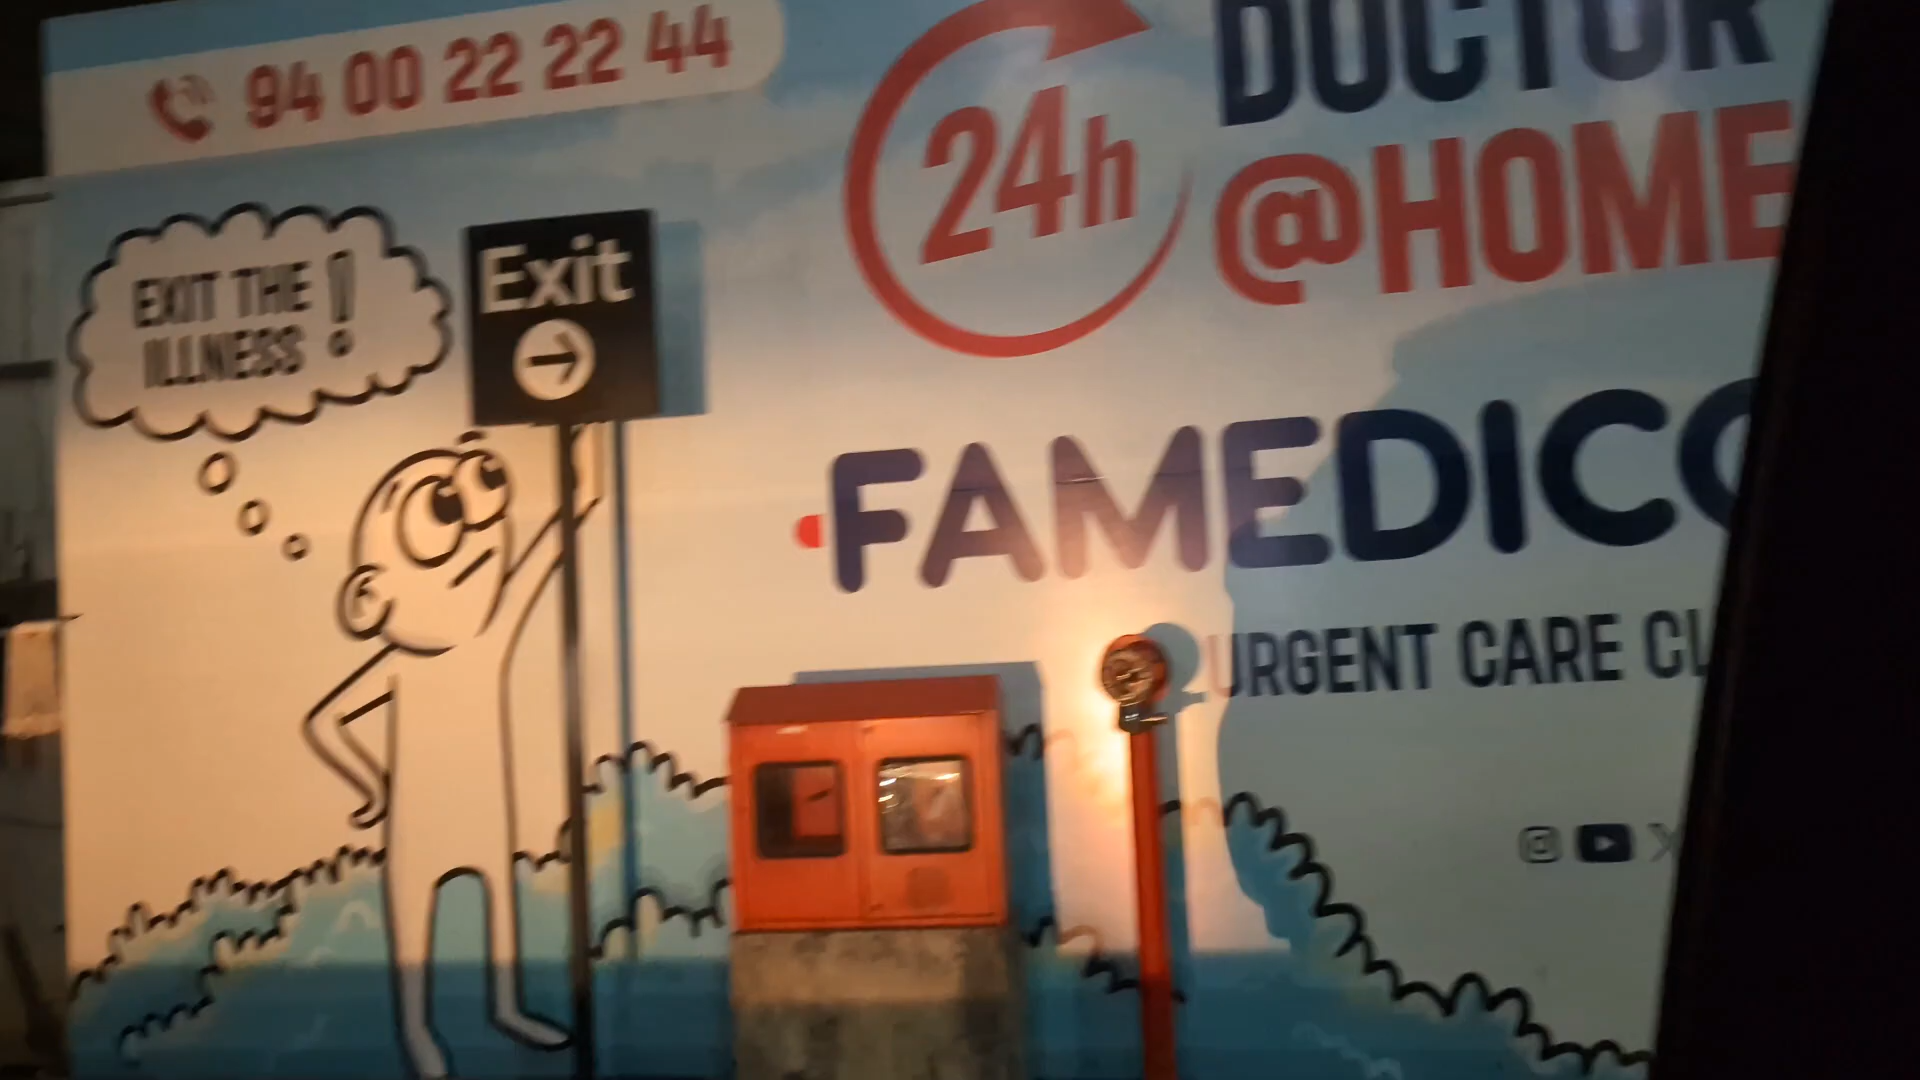 94 00 22 22 44
24h
DOCTOR
@HOME
EXIT THE
ILLNESS !
Exit
FAMEDICO
URGENT CARE CL